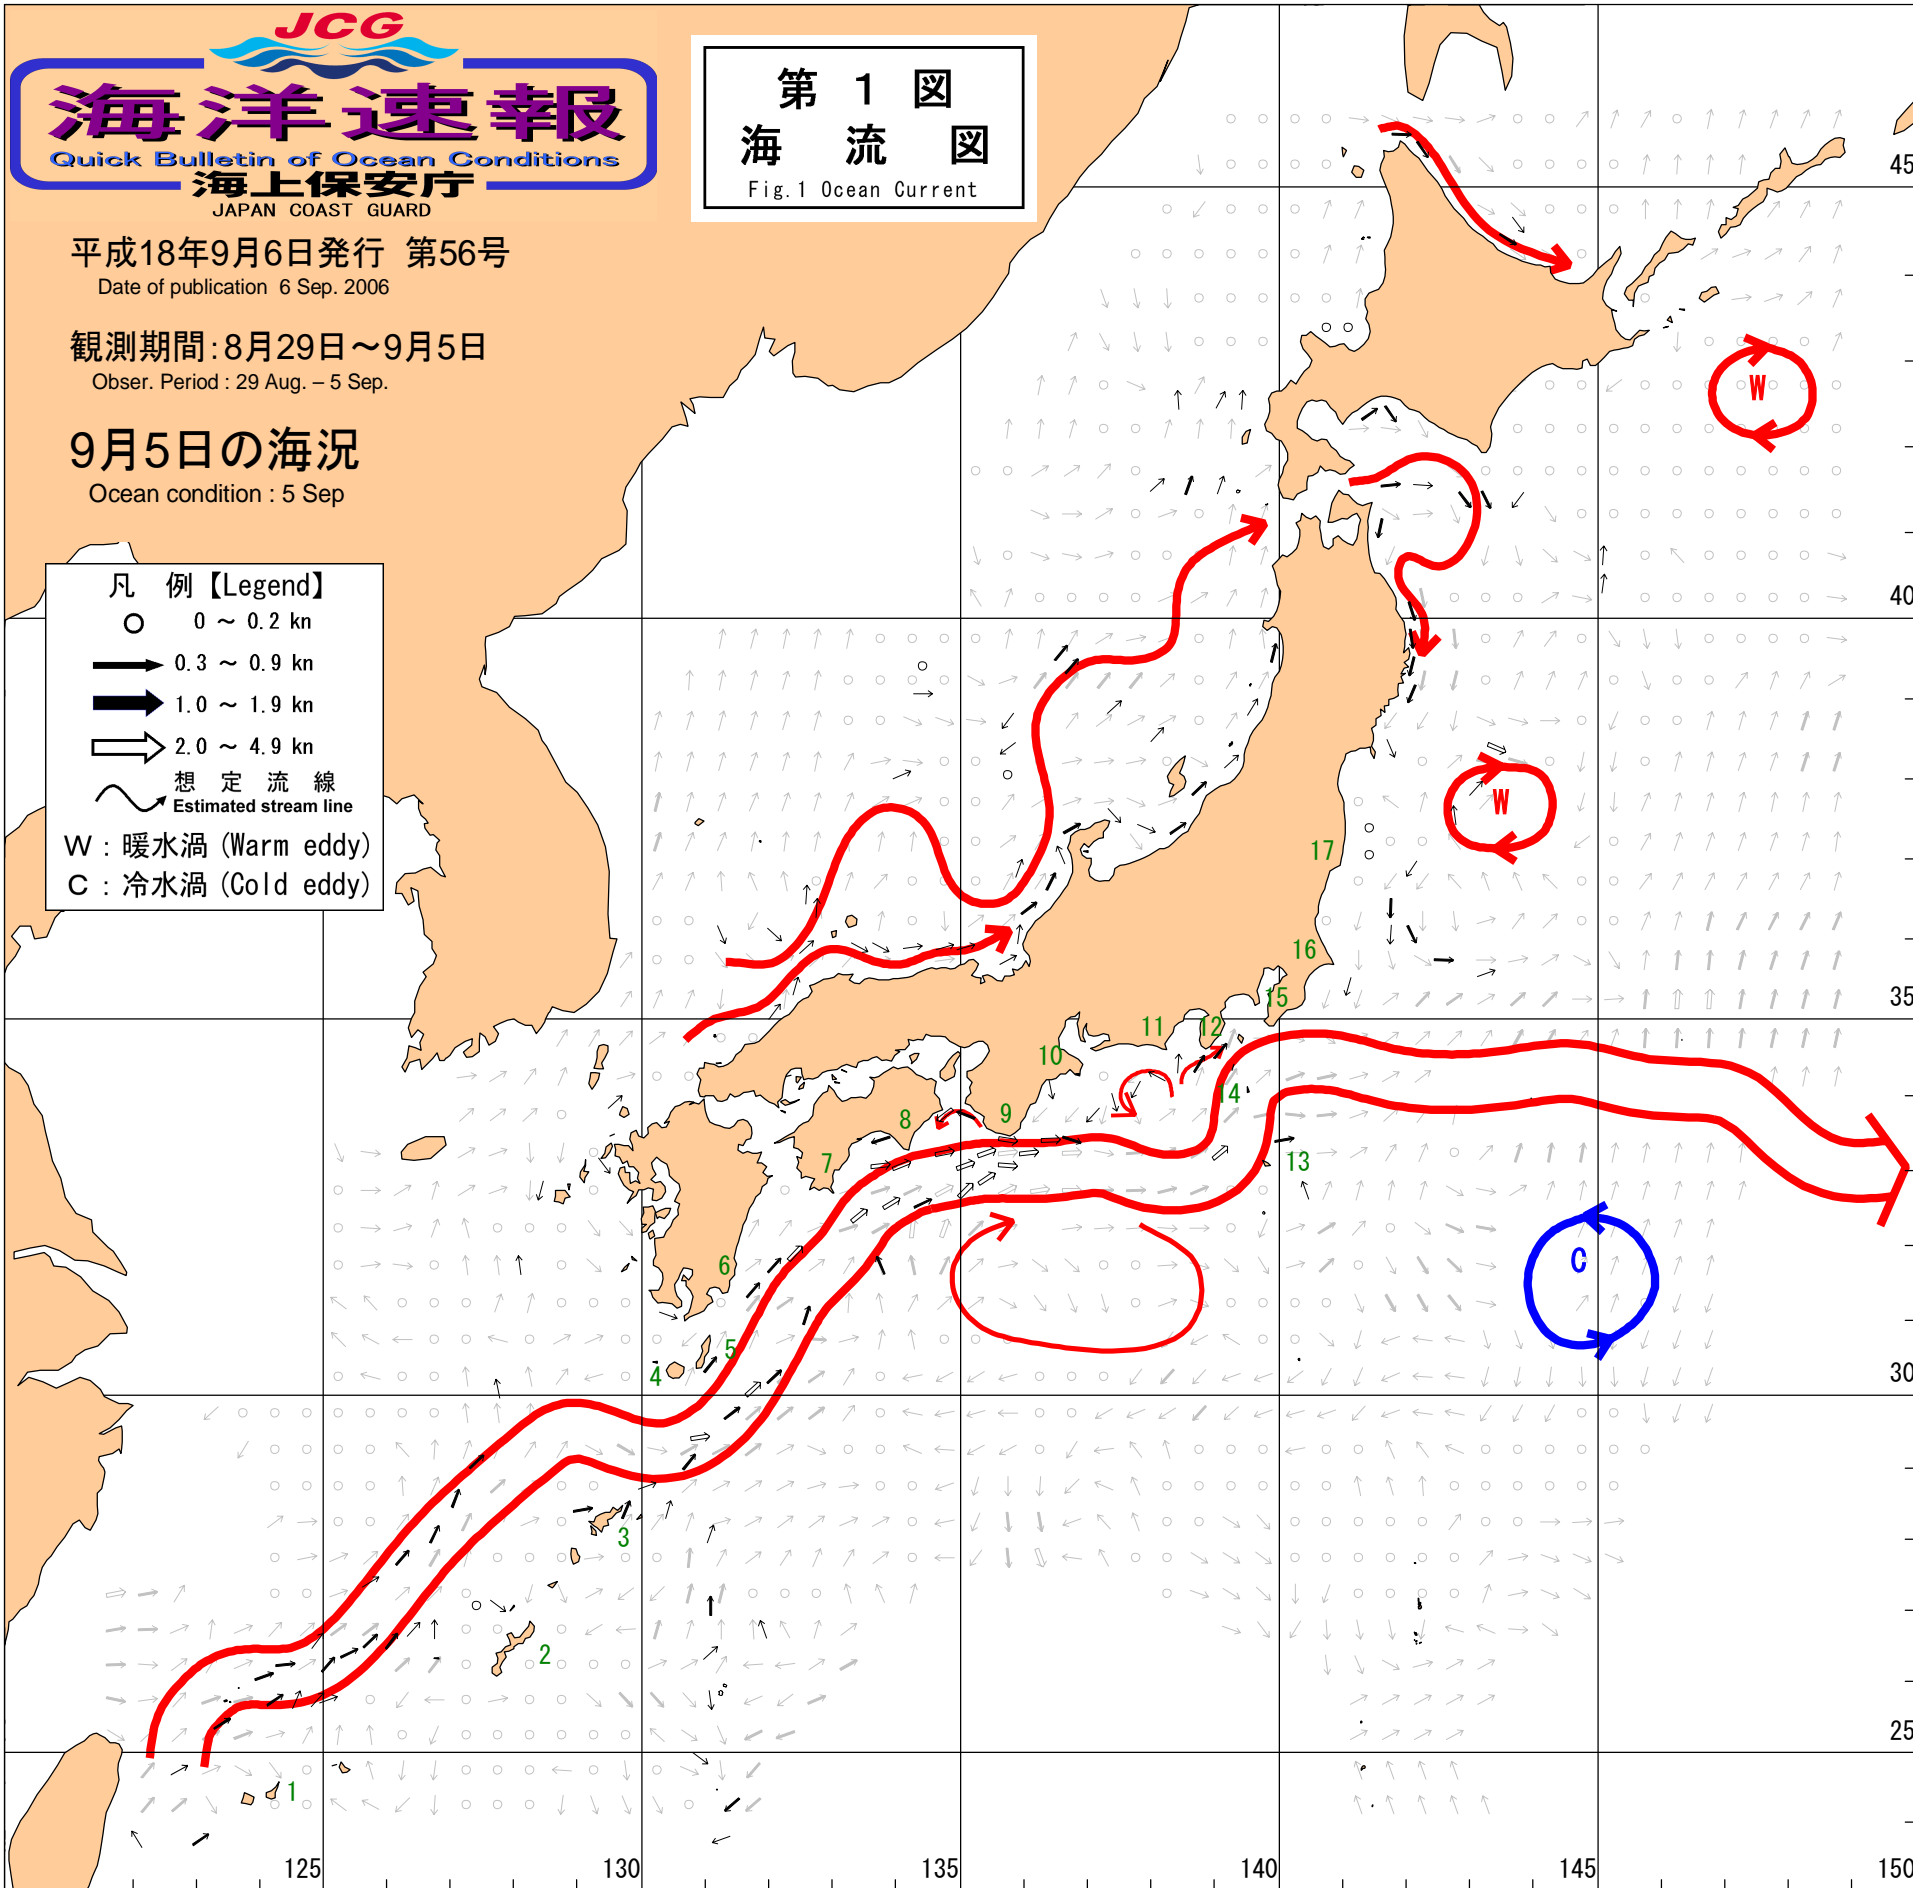 JCG
海洋速報
Quick Bulletin of Ocean Conditions
海上保安庁
JAPAN COAST GUARD
第 1 図
海 流 図
Fig.1 Ocean Current
平成18年9月6日発行 第56号
Date of publication 6 Sep. 2006
観測期間:8月29日～9月5日
Obser. Period : 29 Aug. – 5 Sep.
9月5日の海況
Ocean condition : 5 Sep
凡 例【Legend】
0 ～ 0.2 kn
0.3 ～ 0.9 kn
1.0 ～ 1.9 kn
2.0 ～ 4.9 kn
想 定 流 線
Estimated stream line
W : 暖水渦 (Warm eddy)
C : 冷水渦 (Cold eddy)
45
W
40
W
17
16
35
15
12
11
10
14
9
8
13
7
C
6
5
4
30
3
2
25
1
125
130
135
140
145
150